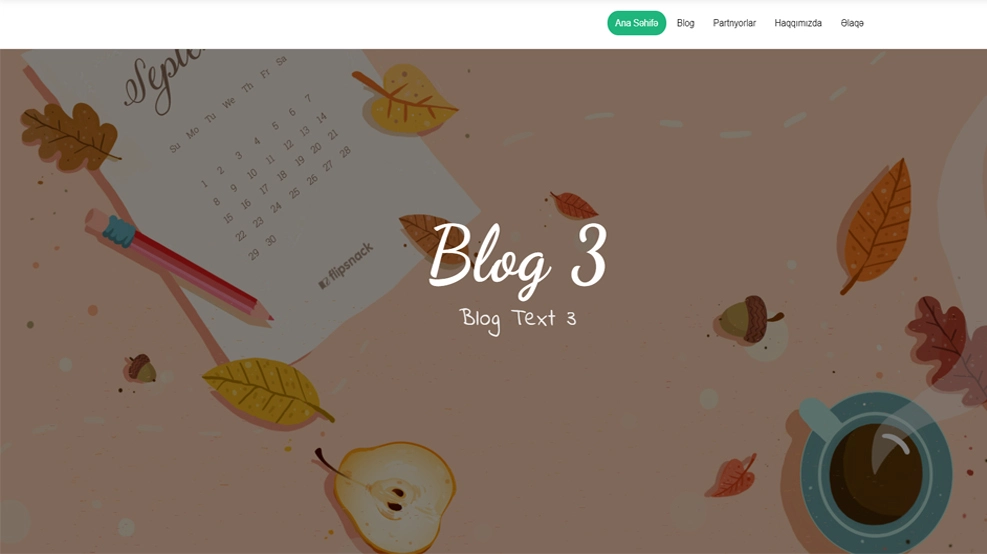 Ana Səhifə Blog Partnyorlar Haqqımızda Əlaqə
Septe
Su Mo Tu We Th Fr Sa
1 2 3 4 5 6 7
8 9 10 11 12 13 14
15 16 17 18 19 20 21
22 23 24 25 26 27 28
29 30
flipsnack
Blog 3
Blog Text 3